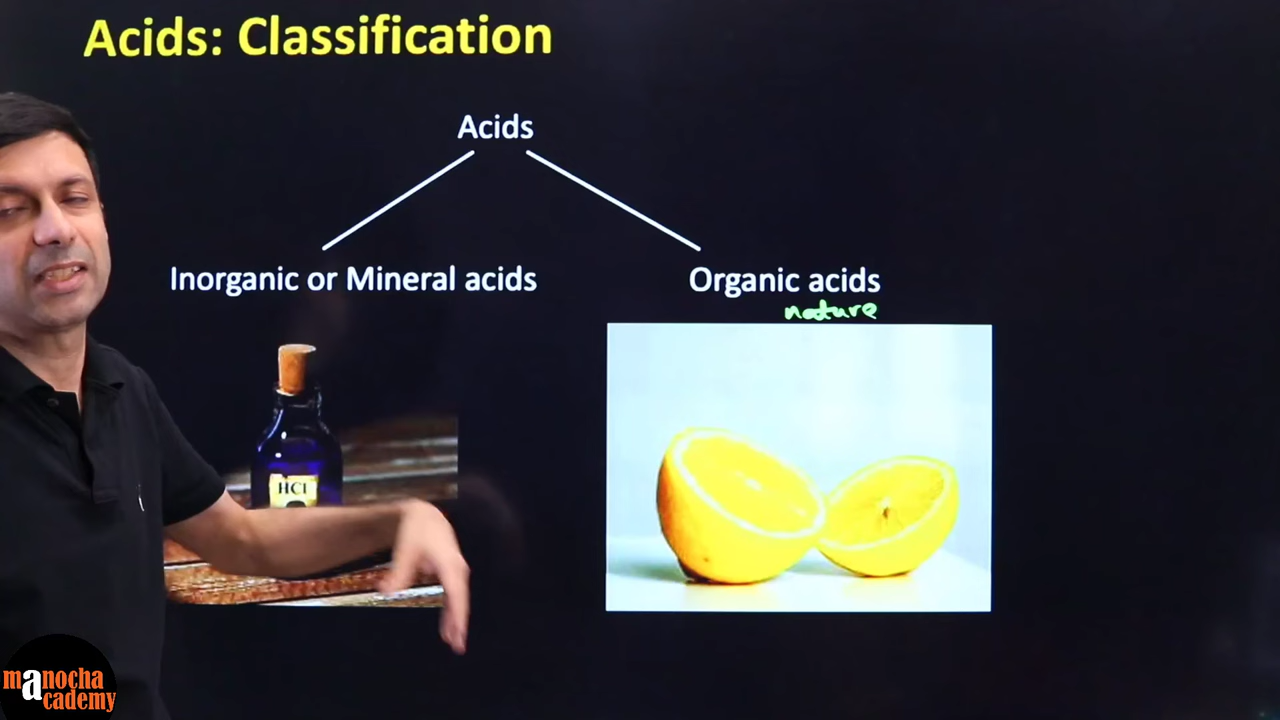 Acids: Classification
Acids
Inorganic or Mineral acids
Organic acids
nature
HCl
manocha
academy